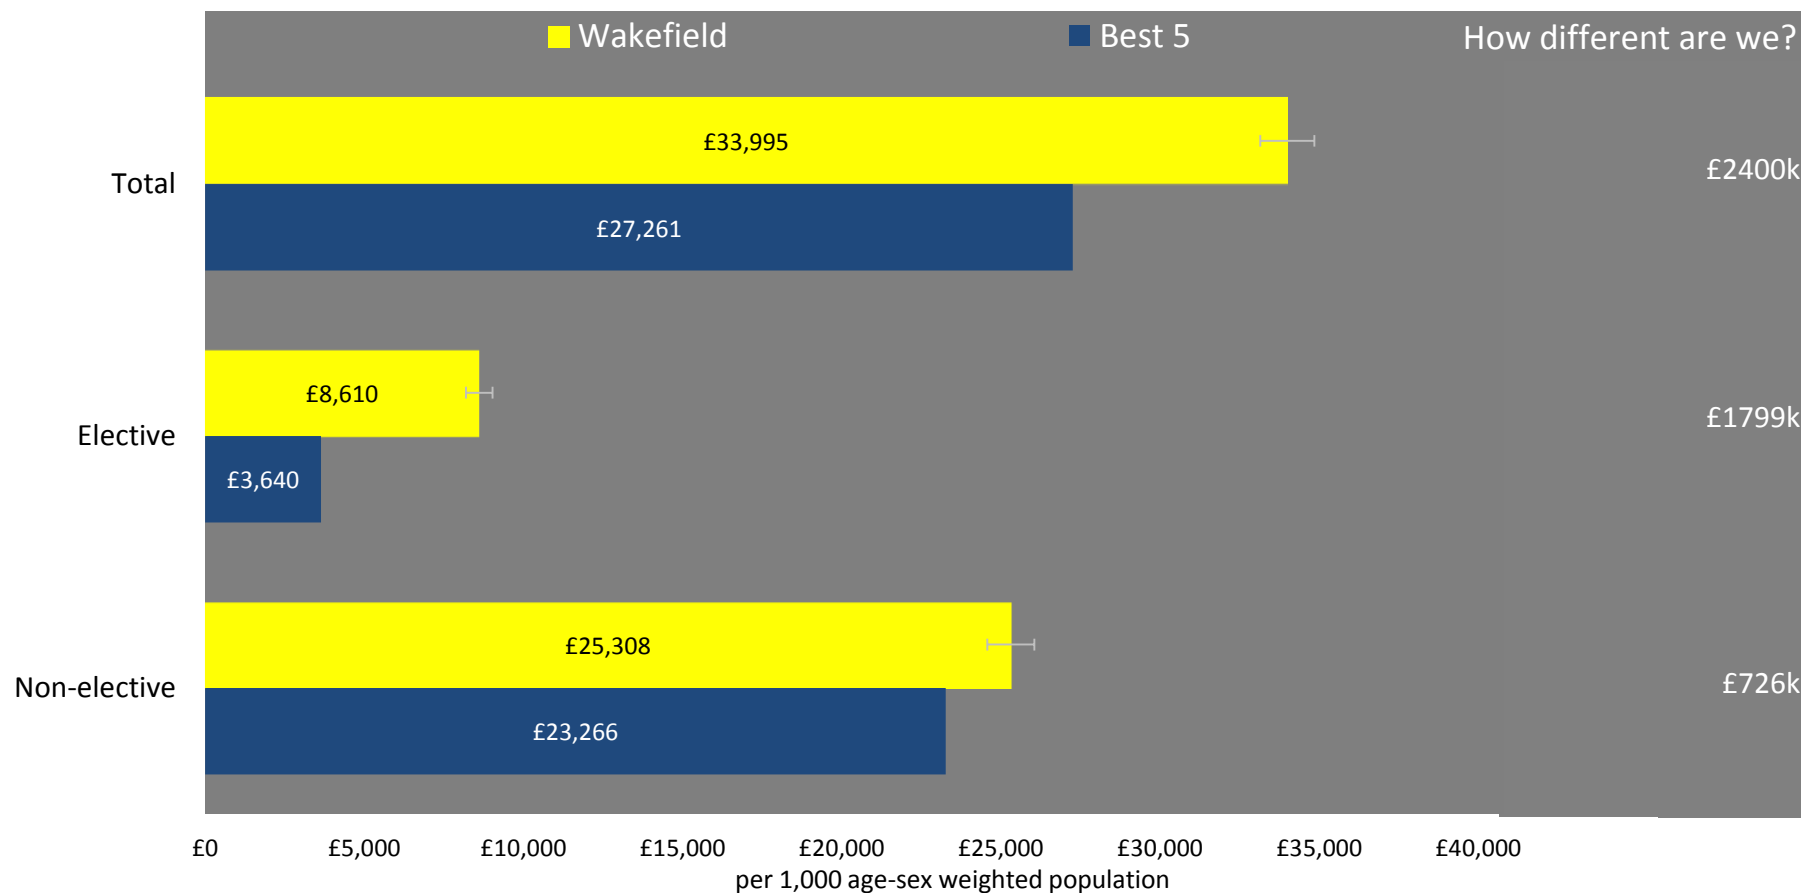 Wakefield
Best 5
How different are we?
Total
£33,995
£27,261
£2400k
Elective
£8,610
£3,640
£1799k
Non-elective
£25,308
£23,266
£726k
£0 £5,000 £10,000 £15,000 £20,000 £25,000 £30,000 £35,000 £40,000
per 1,000 age-sex weighted population